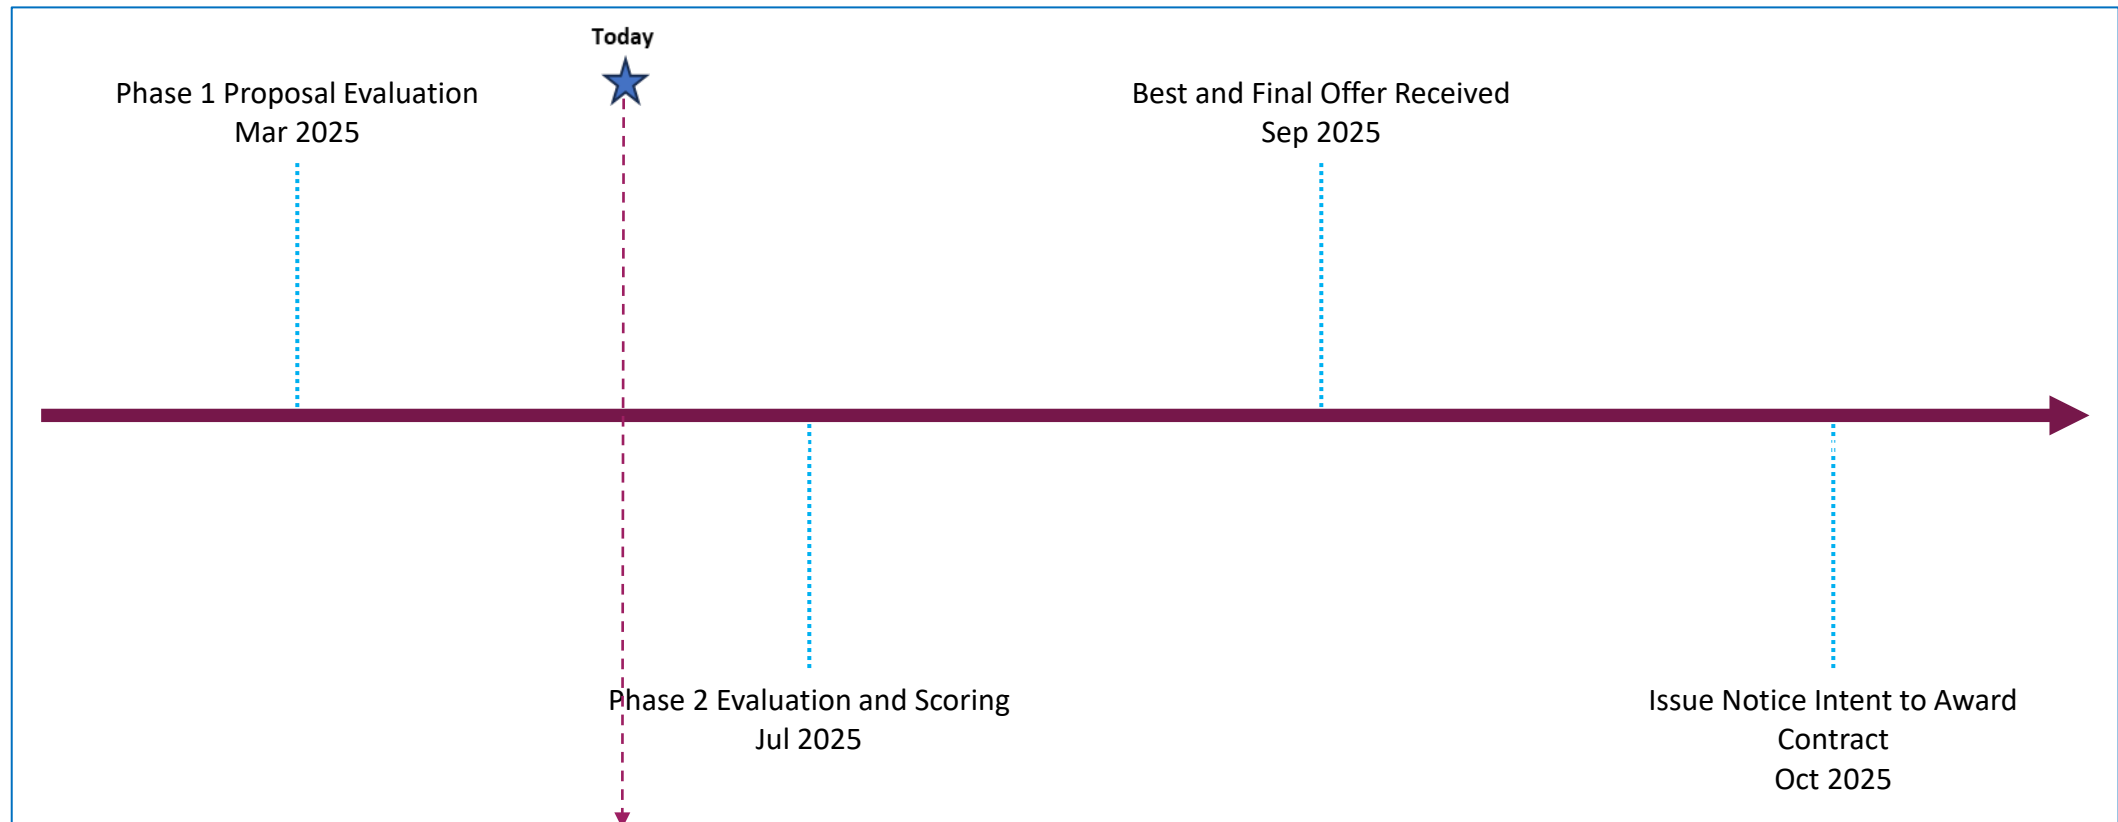 Today
Phase 1 Proposal Evaluation
Mar 2025
Best and Final Offer Received
Sep 2025
Phase 2 Evaluation and Scoring
Jul 2025
Issue Notice Intent to Award
Contract
Oct 2025